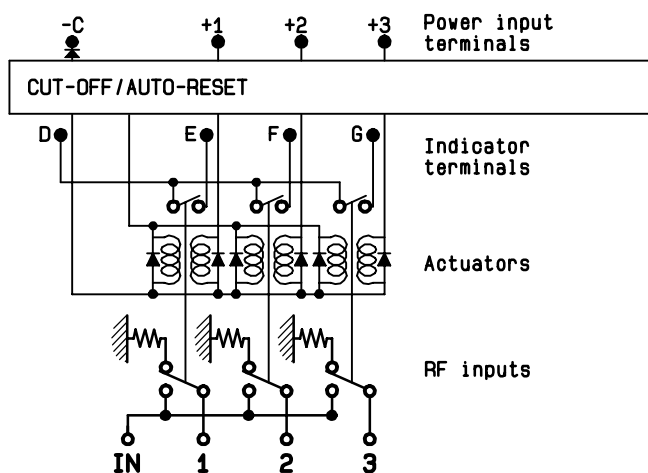 -C +1 +2 +3 Power input
terminals
CUT-OFF/AUTO-RESET
D E F G Indicator
terminals
Actuators
RF inputs
IN 1 2 3